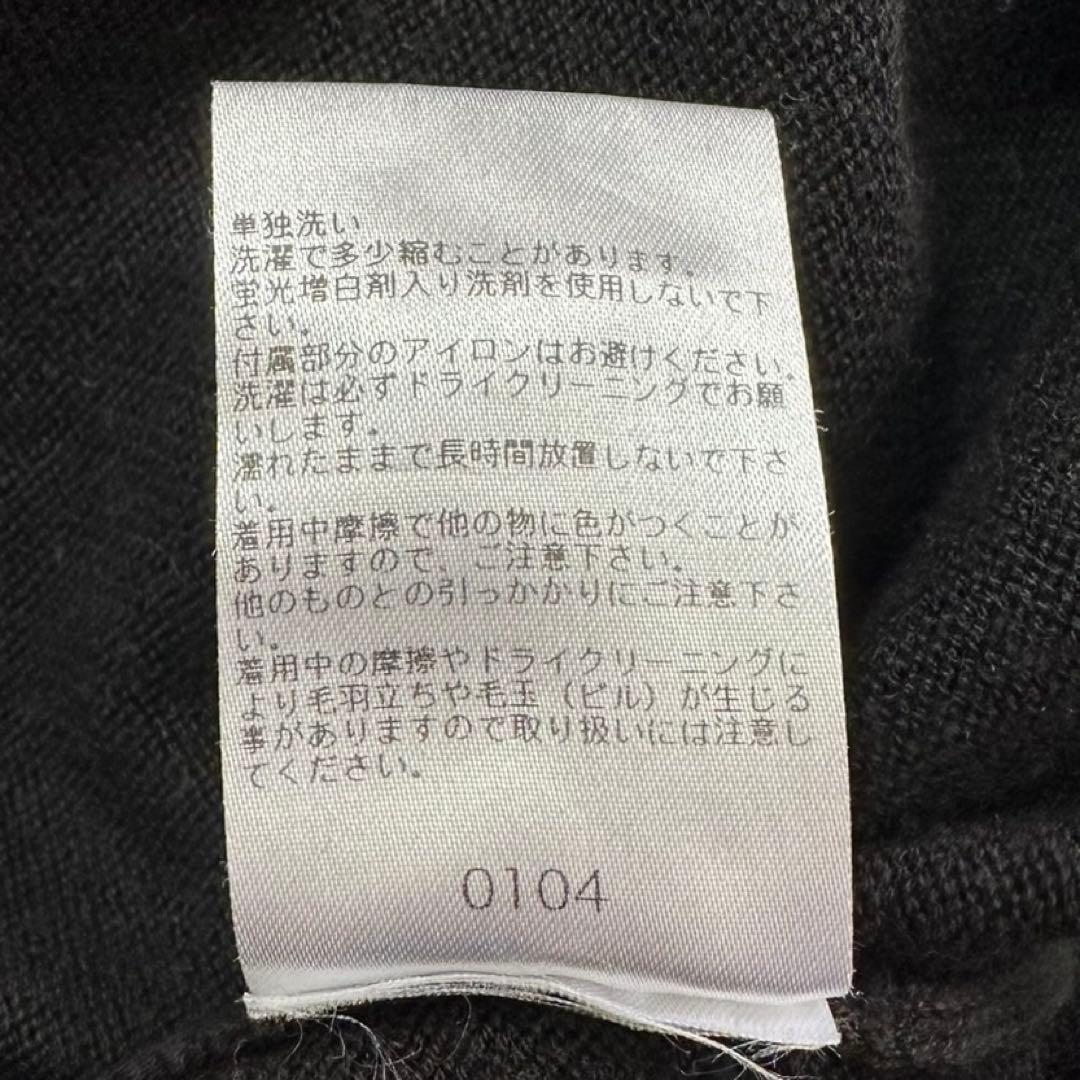 単独洗い
洗濯で多少縮むことがあります。
蛍光増白剤入り洗剤を使用しないで下
さい。
付属部分のアイロンはお避けください。
洗濯は必ずドライクリーニングでお願
いします。
濡れたままで長時間放置しないで下さ
い。
着用中摩擦で他の物に色がつくことが
ありますので、ご注意下さい。
他のものとの引っかかりにご注意下さ
い。
着用中の摩擦やドライクリーニングに
より毛羽立ちや毛玉（ピル）が生じる
事がありますので取り扱いには注意し
てください。
0104